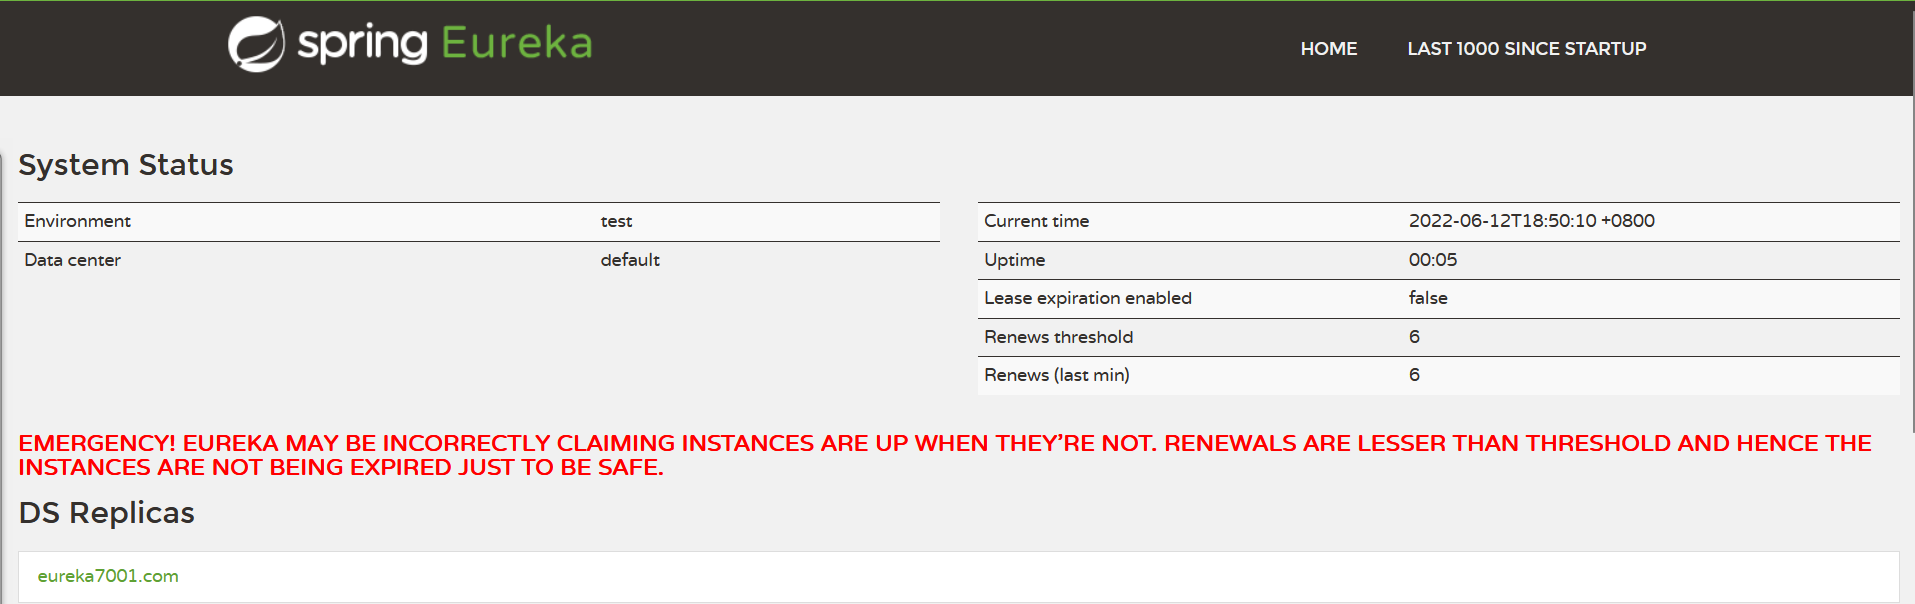 spring Eureka
HOME LAST 1000 SINCE STARTUP
System Status
Environment test
Data center default
Current time 2022-06-12T18:50:10 +0800
Uptime 00:05
Lease expiration enabled false
Renews threshold 6
Renews (last min) 6
EMERGENCY! EUREKA MAY BE INCORRECTLY CLAIMING INSTANCES ARE UP WHEN THEY’RE NOT. RENEWALS ARE LESSER THAN THRESHOLD AND HENCE THE
INSTANCES ARE NOT BEING EXPIRED JUST TO BE SAFE.
DS Replicas
eureka7001.com